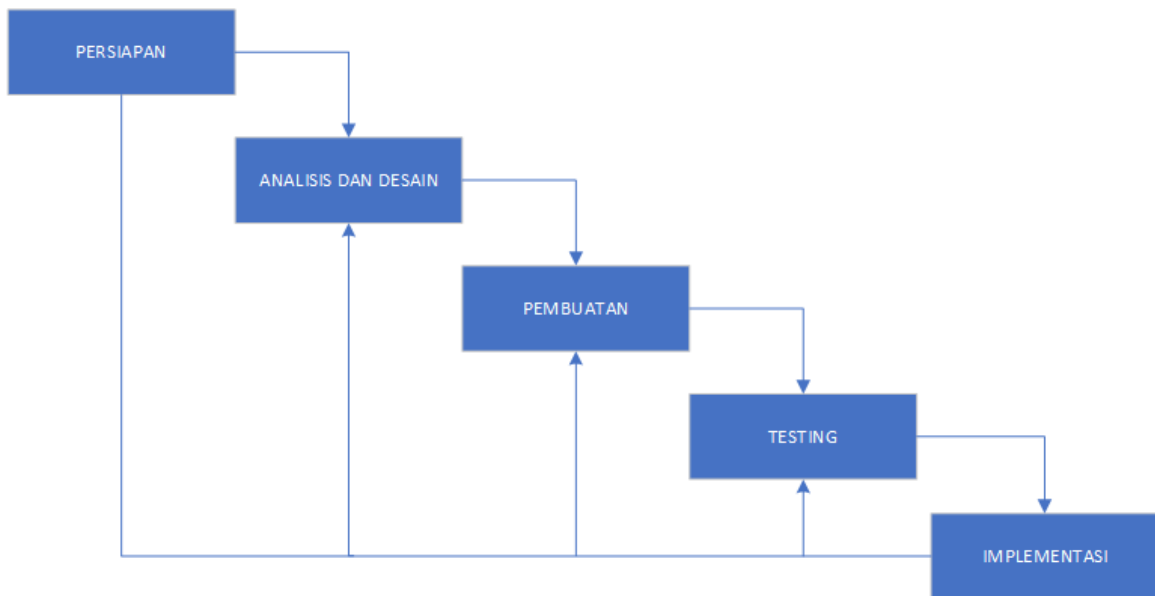 PERSIAPAN
ANALISIS DAN DESAIN
PEMBUATAN
TESTING
IMPLEMENTASI